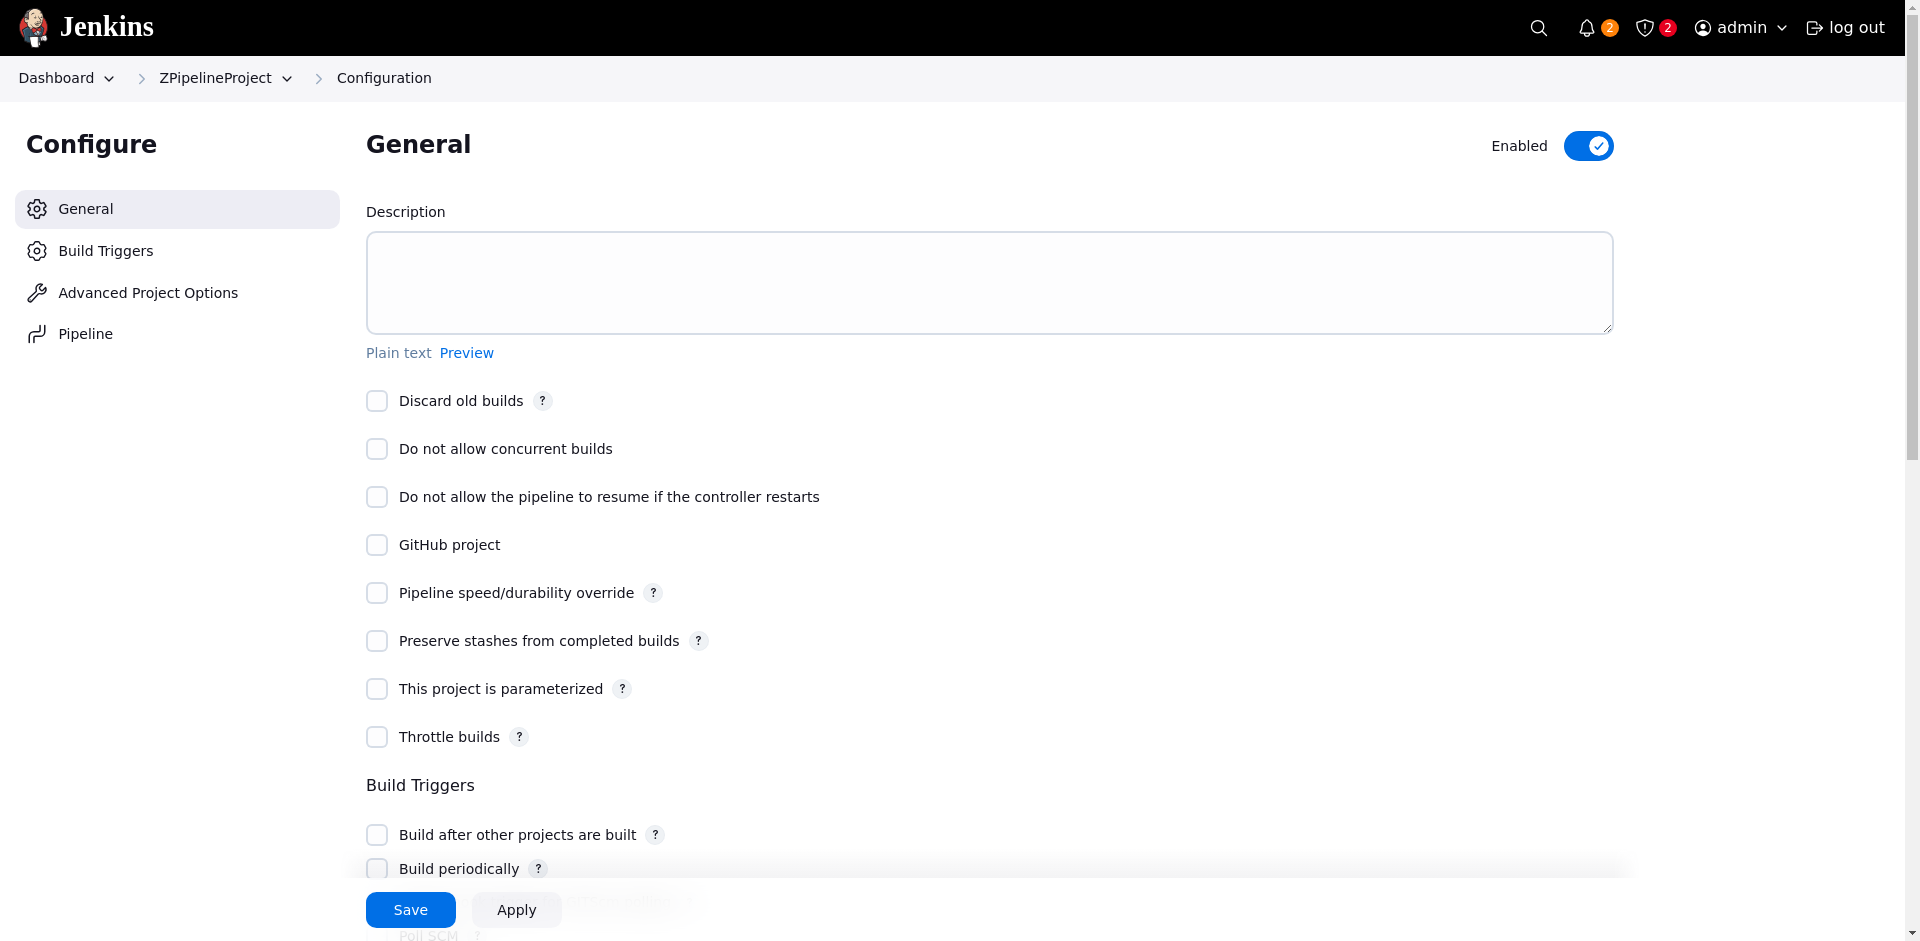 Jenkins
2
2
admin
log out
Dashboard
ZPipelineProject
Configuration
Configure
General
Build Triggers
Advanced Project Options
Pipeline
General
Enabled
Description
Plain text Preview
Discard old builds ?
Do not allow concurrent builds
Do not allow the pipeline to resume if the controller restarts
GitHub project
Pipeline speed/durability override ?
Preserve stashes from completed builds ?
This project is parameterized ?
Throttle builds ?
Build Triggers
Build after other projects are built ?
Build periodically ?
Save
Apply
Poll SCM ?